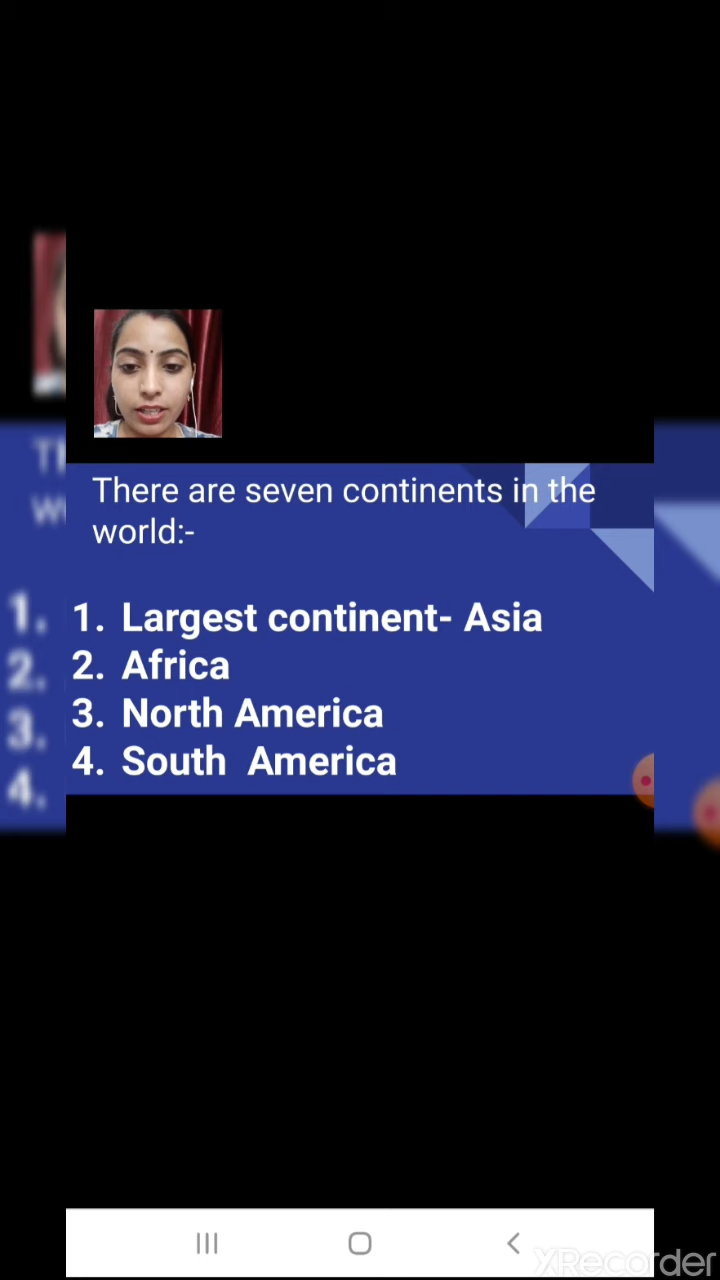 There are seven continents in the
world:-
1. Largest continent- Asia
2. Africa
3. North America
4. South  America
XRecorder